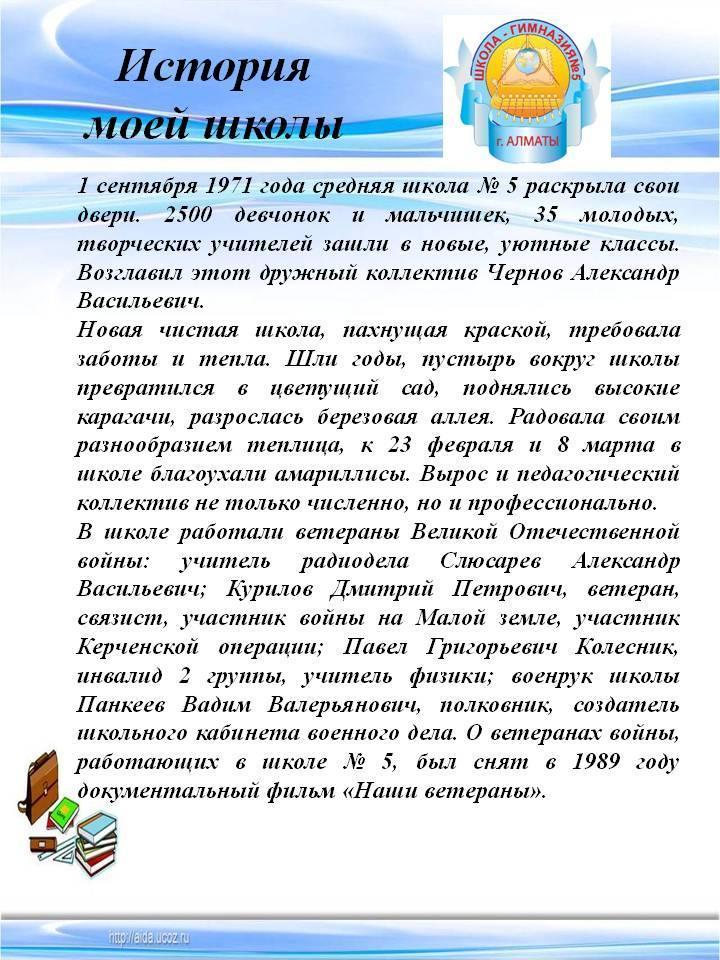 История
моей школы
ШКОЛА - ГИМНАЗИЯ№5
г. АЛМАТЫ
1 сентября 1971 года средняя школа № 5 раскрыла свои
двери. 2500 девчонок и мальчишек, 35 молодых,
творческих учителей зашли в новые, уютные классы.
Возглавил этот дружный коллектив Чернов Александр
Васильевич.
Новая чистая школа, пахнущая краской, требовала
заботы и тепла. Шли годы, пустырь вокруг школы
превратился в цветущий сад, поднялись высокие
карагачи, разрослась березовая аллея. Радовала своим
разнообразием теплица, к 23 февраля и 8 марта в
школе благоухали амариллисы. Вырос и педагогический
коллектив не только численно, но и профессионально.
В школе работали ветераны Великой Отечественной
войны: учитель радиодела Слюсарев Александр
Васильевич; Курилов Дмитрий Петрович, ветеран,
связист, участник войны на Малой земле, участник
Керченской операции; Павел Григорьевич Колесник,
инвалид 2 группы, учитель физики; военрук школы
Панкеев Вадим Валерьянович, полковник, создатель
школьного кабинета военного дела. О ветеранах войны,
работающих в школе № 5, был снят в 1989 году
документальный фильм «Наши ветераны».
http://aida.ucoz.ru